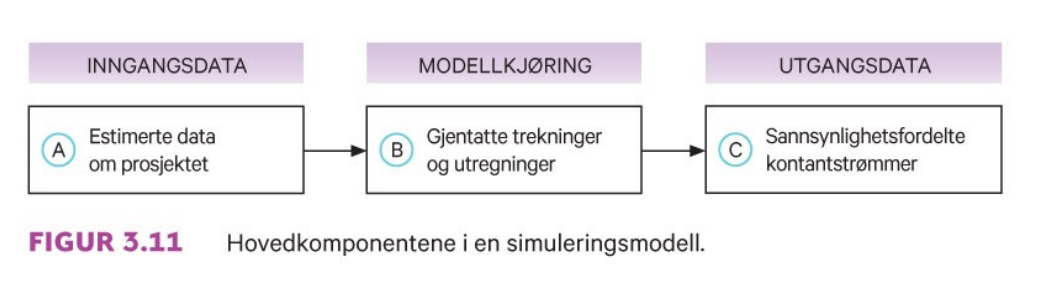 INNGANGSDATA
MODELLKJØRING
UTGANGSDATA
A
Estimerte data
om prosjektet
B
Gjentatte trekninger
og utregninger
C
Sannsynlighetsfordelte
kontantstrømmer
FIGUR 3.11 Hovedkomponentene i en simuleringsmodell.